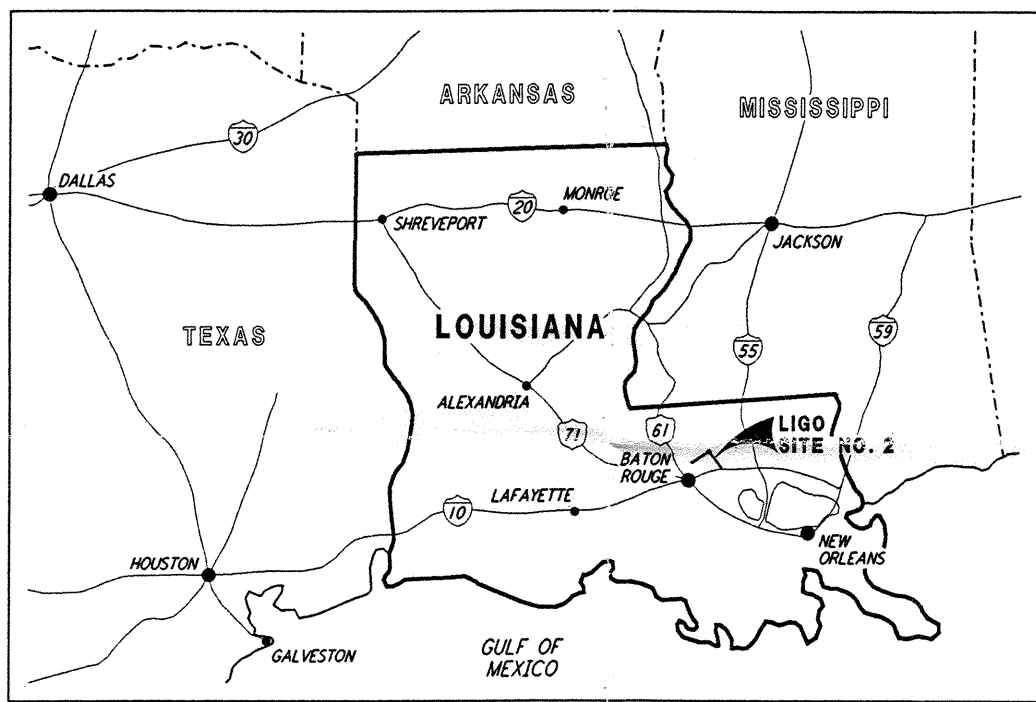 ARKANSAS
MISSISSIPPI
30
DALLAS
MONROE
20
SHREVEPORT
JACKSON
TEXAS
LOUISIANA
55
59
ALEXANDRIA
71
61
LIGO
SITE NO. 2
BATON
ROUGE
LAFAYETTE
10
NEW
ORLEANS
HOUSTON
GALVESTON
GULF OF
MEXICO